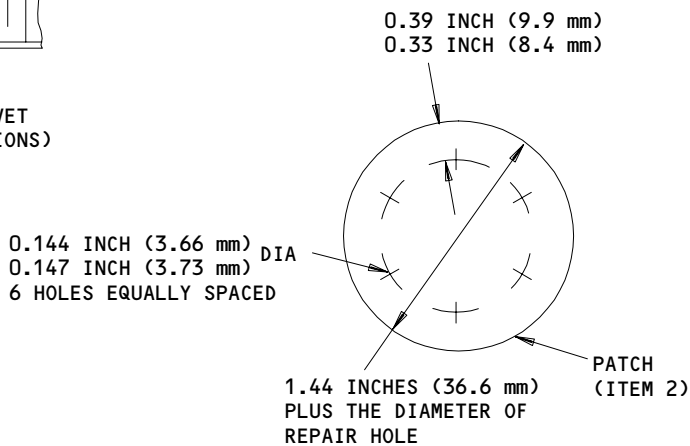 0.39 INCH (9.9 mm)
0.33 INCH (8.4 mm)
IONS)
0.144 INCH (3.66 mm) DIA
0.147 INCH (3.73 mm)
6 HOLES EQUALLY SPACED
PATCH
(ITEM 2)
1.44 INCHES (36.6 mm)
PLUS THE DIAMETER OF
REPAIR HOLE